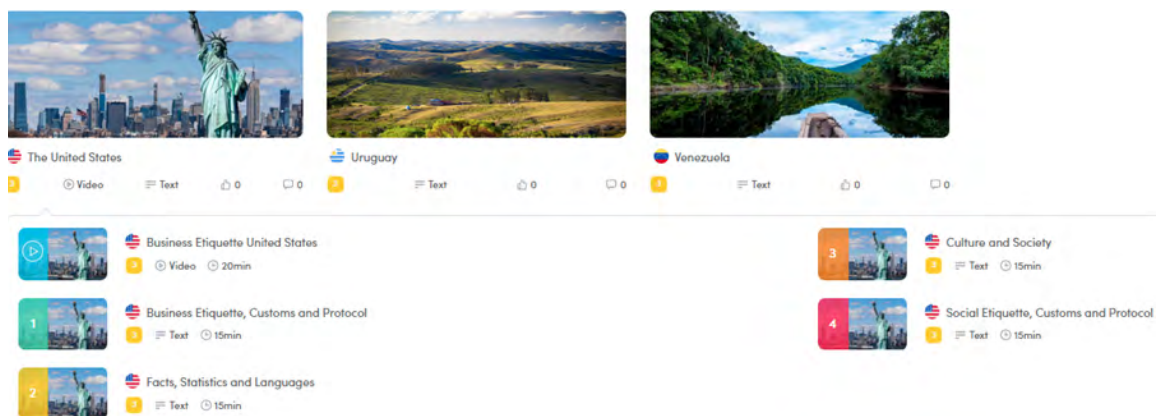 The United States
Video Text 0 0
Uruguay
Text 0 0
Venezuela
Text 0 0
Business Etiquette United States
Video 20min
1
Business Etiquette, Customs and Protocol
Text 15min
2
Facts, Statistics and Languages
Text 15min
3
Culture and Society
Text 15min
4
Social Etiquette, Customs and Protocol
Text 15min